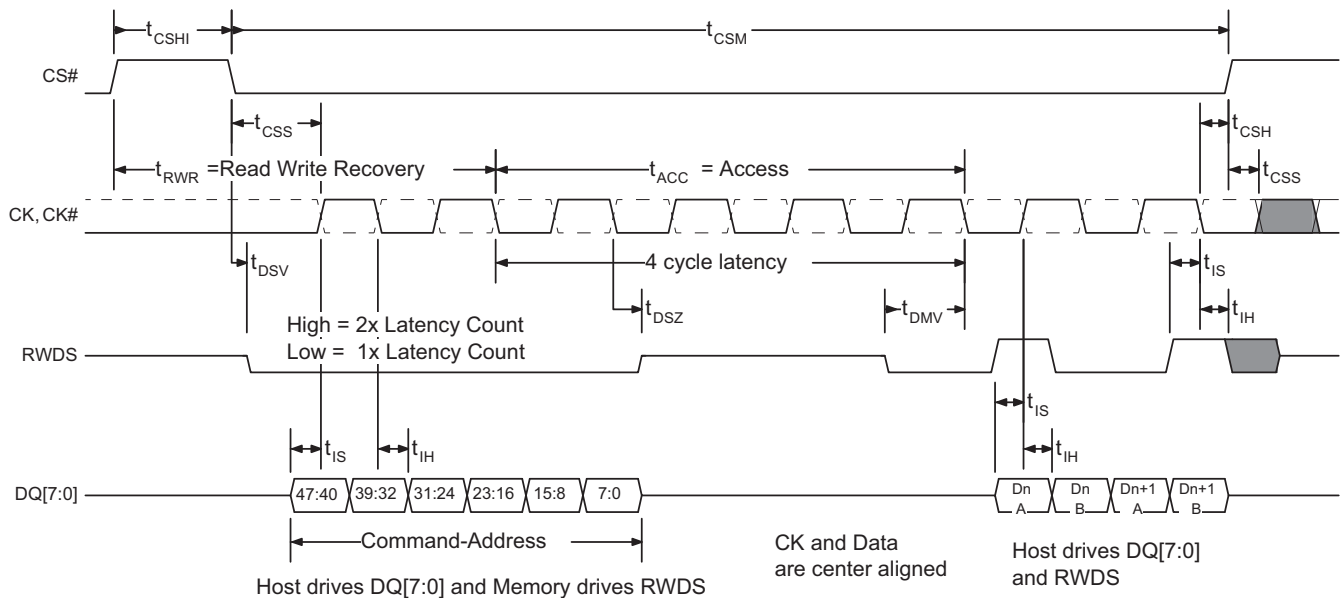 tCSHI
tCSM
CS#
tCSS
tCSH
tRWR =Read Write Recovery
tACC = Access
tCSS
CK, CK#
tDSV
4 cycle latency
tIS
tDSZ
tDMV
tIH
High = 2x Latency Count
Low = 1x Latency Count
RWDS
tIS
tIS
tIH
tIH
DQ[7:0]
47:40 39:32 31:24 23:16 15:8 7:0
Dn A
Dn B
Dn+1 A
Dn+1 B
Command-Address
CK and Data
are center aligned
Host drives DQ[7:0]
and RWDS
Host drives DQ[7:0] and Memory drives RWDS